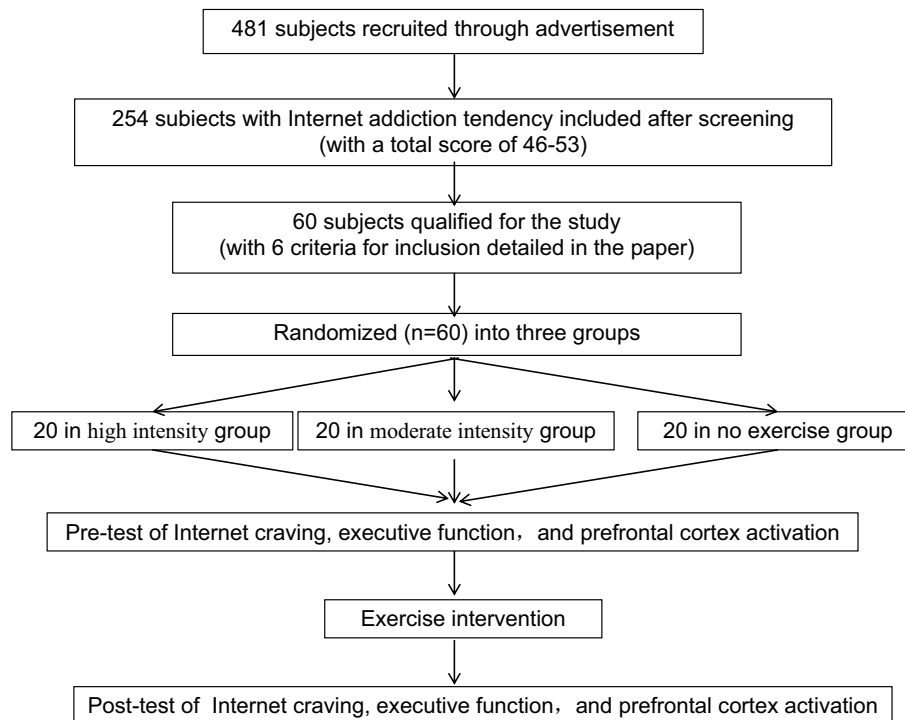 481 subjects recruited through advertisement
254 subiects with Internet addiction tendency included after screening
(with a total score of 46-53)
60 subjects qualified for the study
(with 6 criteria for inclusion detailed in the paper)
Randomized (n=60) into three groups
20 in high intensity group
20 in moderate intensity group
20 in no exercise group
Pre-test of Internet craving, executive function，and prefrontal cortex activation
Exercise intervention
Post-test of Internet craving, executive function，and prefrontal cortex activation